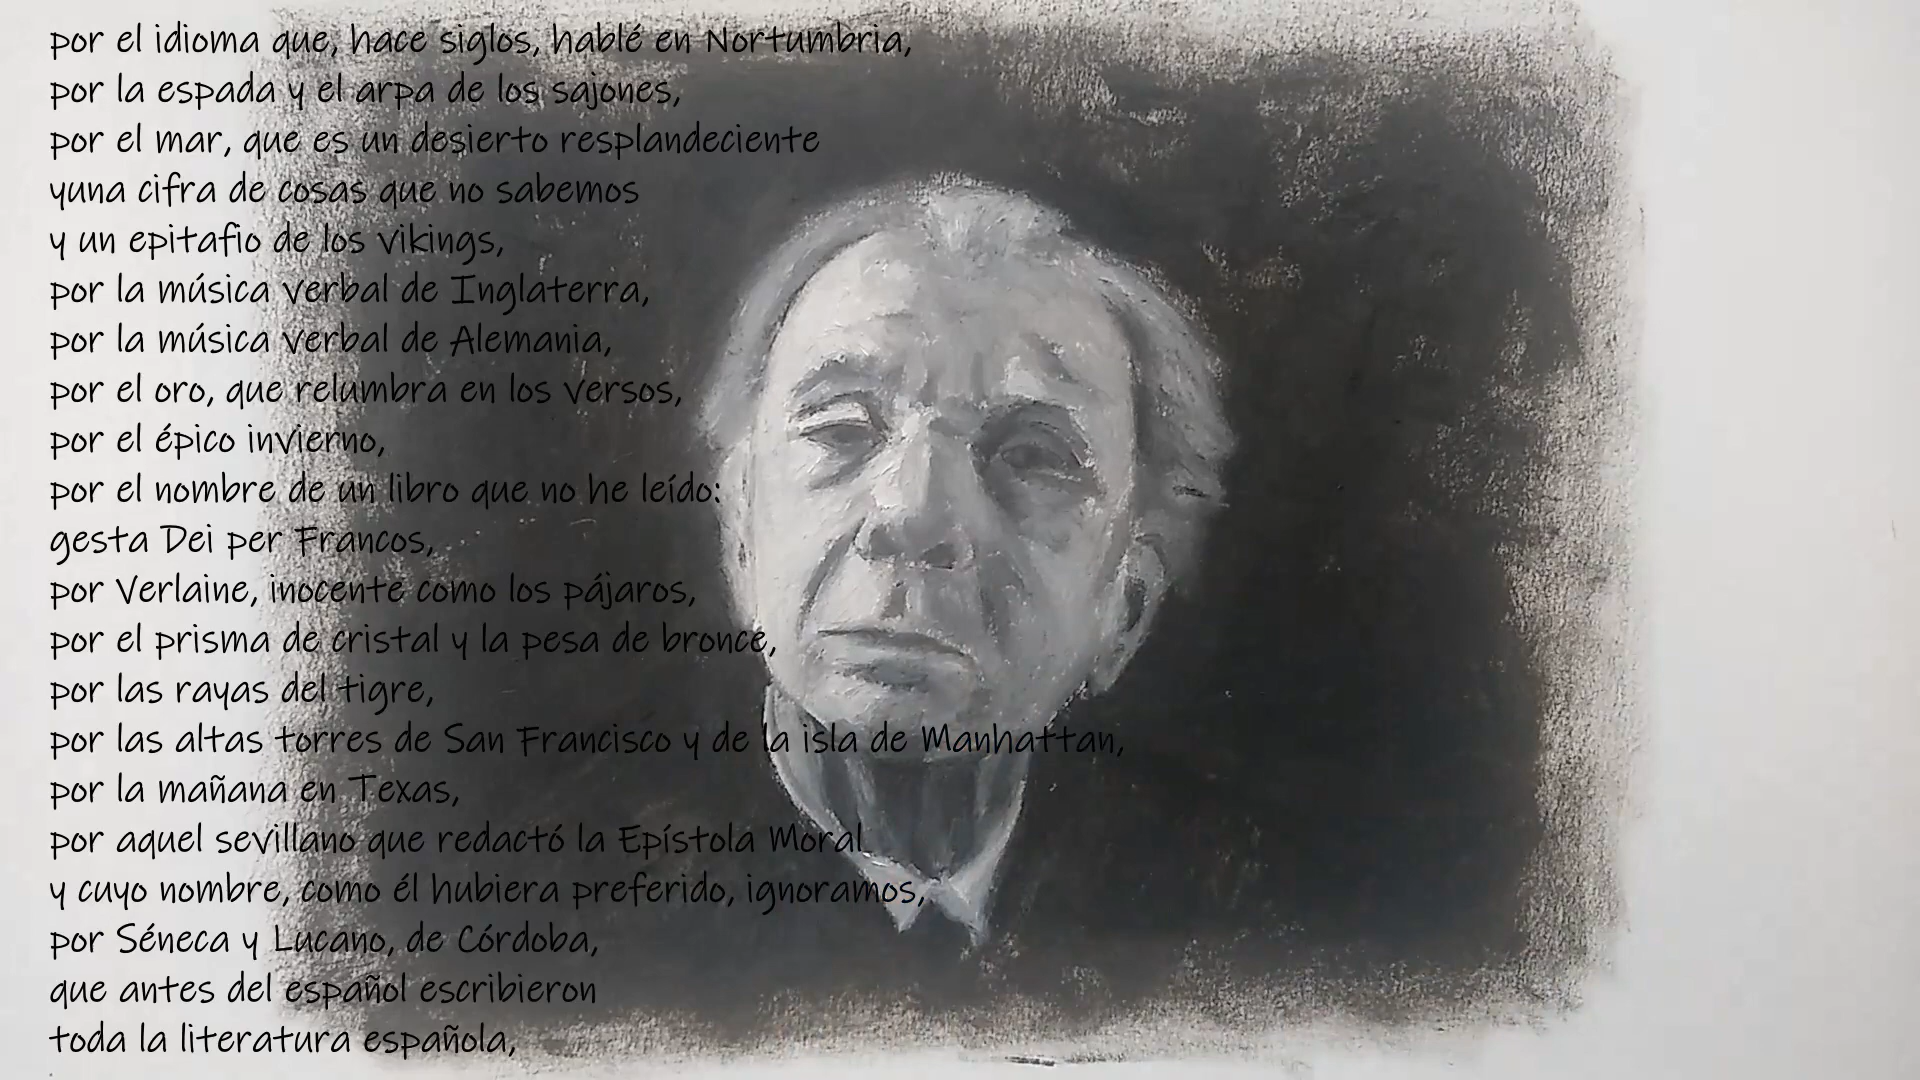 por el idioma que, hace siglos, hablé en Nortumbria,
por la espada y el arpa de los sajones,
por el mar, que es un desierto resplandeciente
yuna cifra de cosas que no sabemos
y un epitafio de los vikings,
por la música verbal de Inglaterra,
por la música verbal de Alemania,
por el oro, que relumbra en los versos,
por el épico invierno,
por el nombre de un libro que no he leído:
gesta Dei per Francos,
por Verlaine, inocente como los pájaros,
por el prisma de cristal y la pesa de bronce,
por las rayas del tigre,
por las altas torres de San Francisco y de la isla de Manhattan,
por la mañana en Texas,
por aquel sevillano que redactó la Epístola Moral
y cuyo nombre, como él hubiera preferido, ignoramos,
por Séneca y Lucano, de Córdoba,
que antes del español escribieron
toda la literatura española,